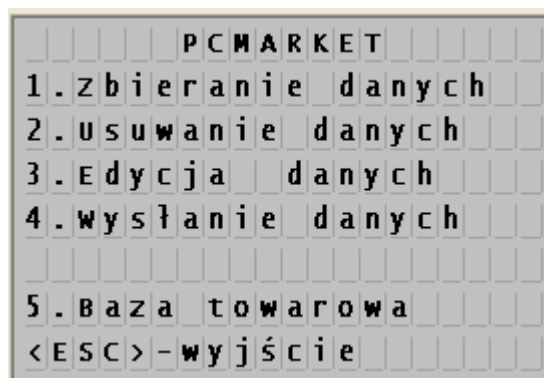 PCMARKET
1.Zbieranie danych
2.Usuwanie danych
3.Edycja  danych
4.Wysłanie danych
5.Baza towarowa
<ESC>-wyjście